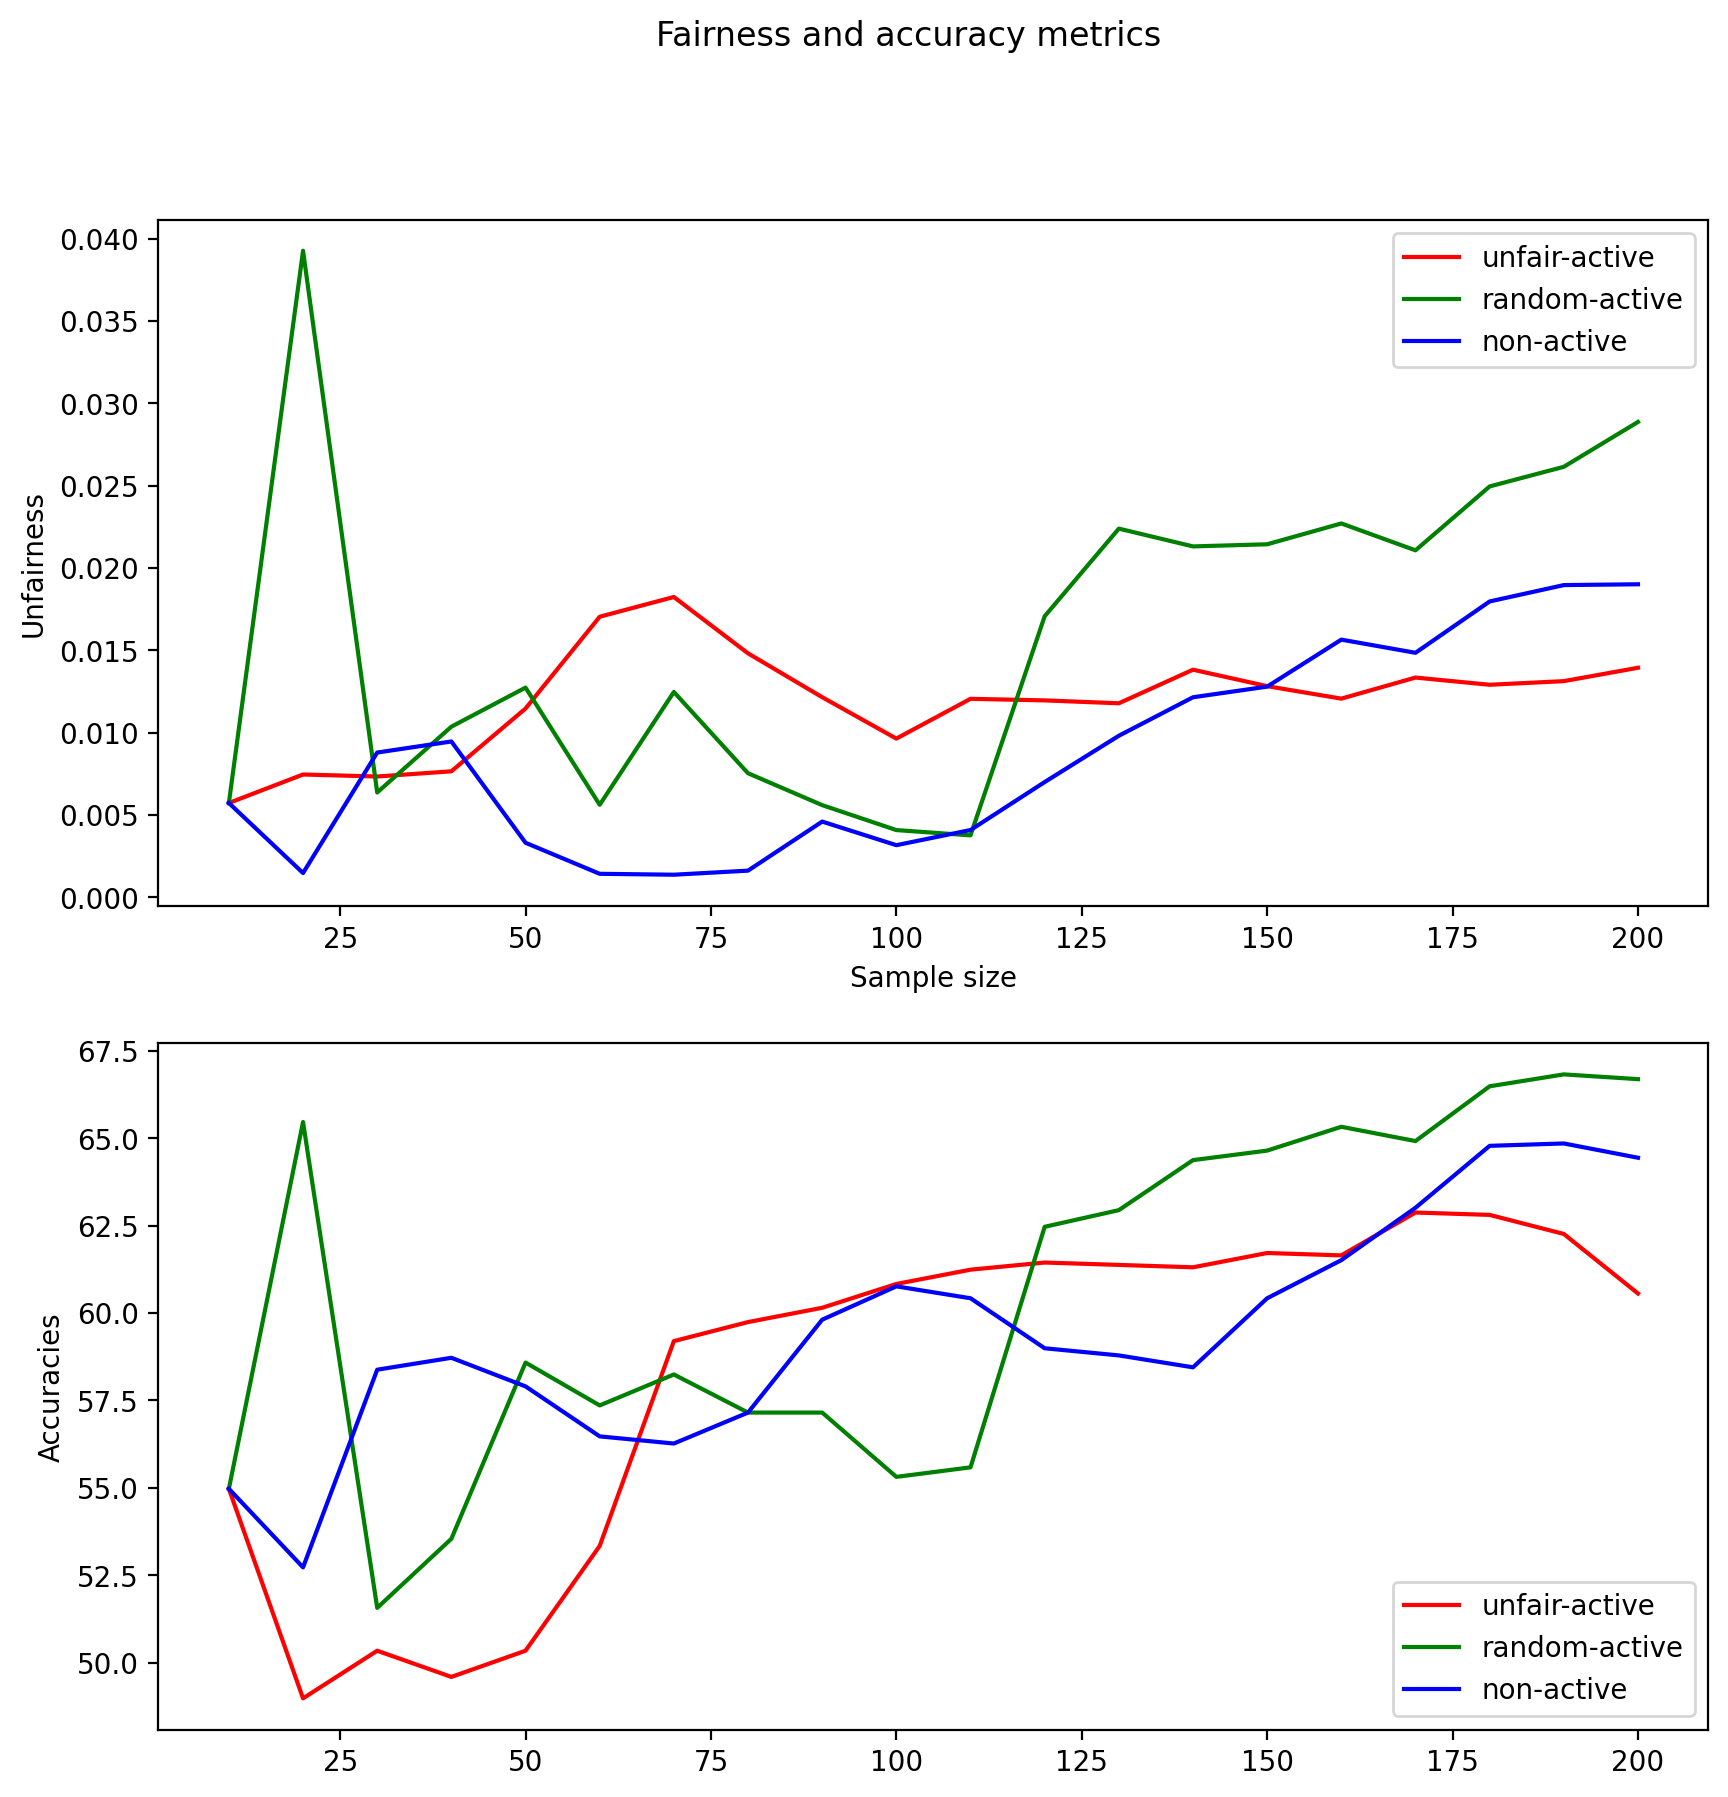 Fairness and accuracy metrics
0.040
0.035
0.030
0.025
0.020
0.015
0.010
0.005
0.000
Unfairness
unfair-active
random-active
non-active
25 50 75 100 125 150 175 200
Sample size
67.5
65.0
62.5
60.0
57.5
55.0
52.5
50.0
Accuracies
unfair-active
random-active
non-active
25 50 75 100 125 150 175 200